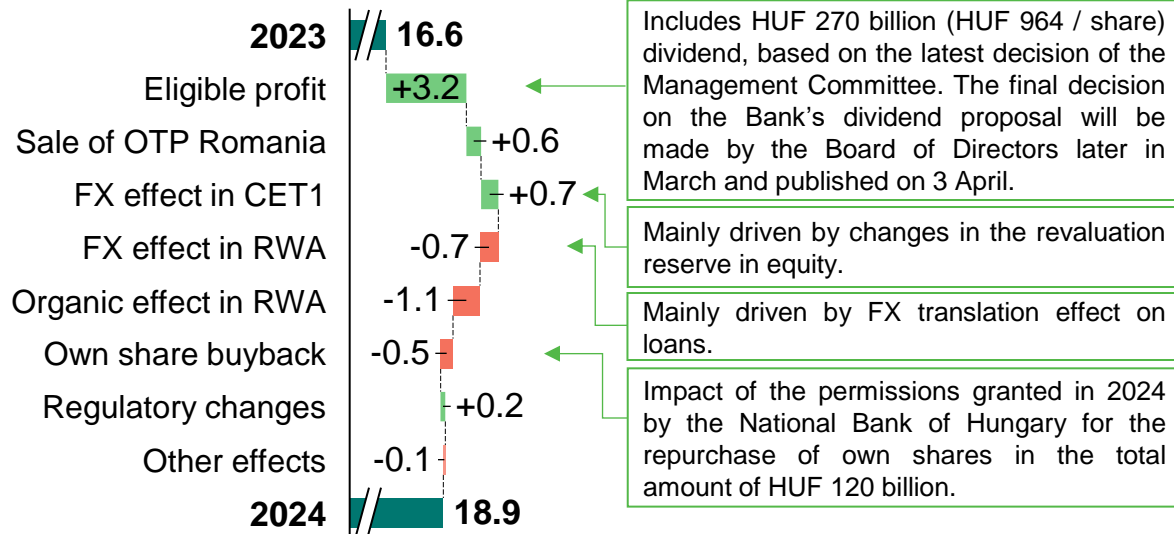 2023 16.6
Eligible profit +3.2
Sale of OTP Romania +0.6
FX effect in CET1 +0.7
FX effect in RWA -0.7
Organic effect in RWA -1.1
Own share buyback -0.5
Regulatory changes +0.2
Other effects -0.1
2024 18.9
Includes HUF 270 billion (HUF 964 / share)
dividend, based on the latest decision of the
Management Committee. The final decision
on the Bank’s dividend proposal will be
made by the Board of Directors later in
March and published on 3 April.
Mainly driven by changes in the revaluation
reserve in equity.
Mainly driven by FX translation effect on
loans.
Impact of the permissions granted in 2024
by the National Bank of Hungary for the
repurchase of own shares in the total
amount of HUF 120 billion.